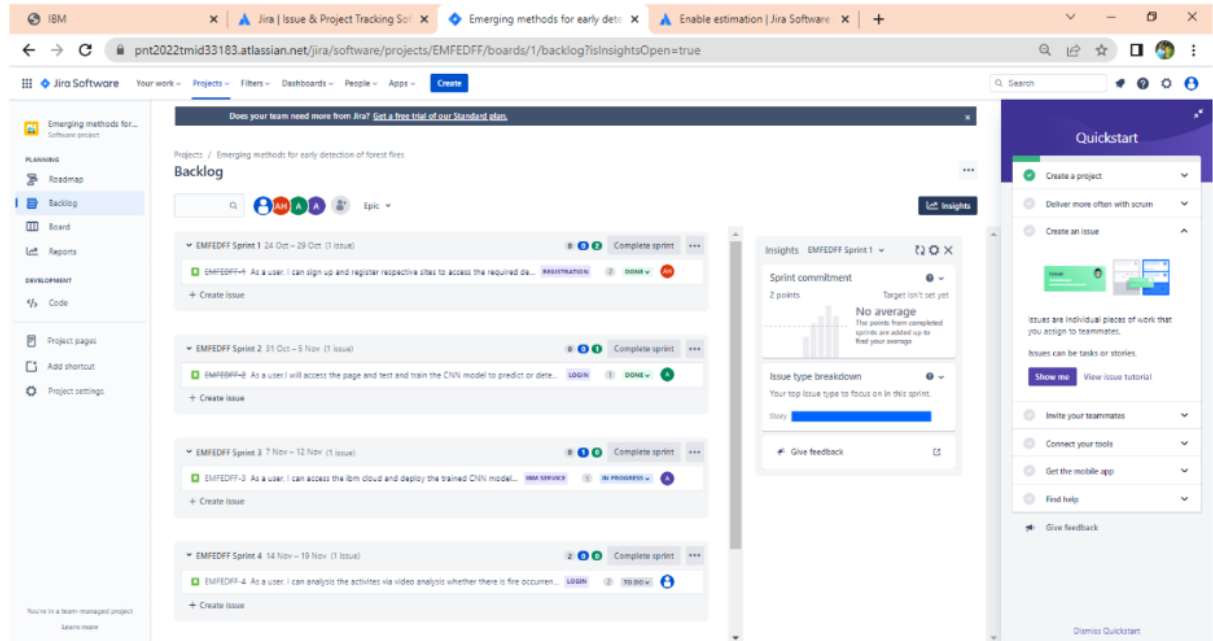 IBM
Jira | Issue & Project Tracking Sof
Emerging methods for early dete
Enable estimation | Jira Software
pnt2022tmid33183.atlassian.net/jira/software/projects/EMFEDFF/boards/1/backlog?isInsightsOpen=true
Jira Software Your work Projects Filters Dashboards People Apps Create Search
Does your team need more from Jira? Get a free trial of our Standard plan.
Emerging methods for...
Software project
PLANNING
Roadmap
Backlog
Board
Reports
DEVELOPMENT
Code
Project pages
Add shortcut
Project settings
You're in a team-managed project
Learn more
Projects / Emerging methods for early detection of forest fires
Backlog
AH A A Epic
Insights
EMFEDFF Sprint 1 24 Oct – 29 Oct (1 issue) 0 0 2 Complete sprint
EMFEDFF-1 As a user, I can sign up and register respective sites to access the required de... REGISTRATION 2 DONE AH
+ Create issue
EMFEDFF Sprint 2 31 Oct – 5 Nov (1 issue) 0 0 1 Complete sprint
EMFEDFF-2 As a user,I will access the page and test and train the CNN model to predict or dete... LOGIN 1 DONE A
+ Create issue
EMFEDFF Sprint 3 7 Nov – 12 Nov (1 issue) 0 1 0 Complete sprint
EMFEDFF-3 As a user, I can access the ibm cloud and deploy the trained CNN model... IBM SERVICE 1 IN PROGRESS A
+ Create issue
EMFEDFF Sprint 4 14 Nov – 19 Nov (1 issue) 2 0 0 Complete sprint
EMFEDFF-4 As a user, I can analysis the activites via video analysis whether there is fire occurren... LOGIN 2 TO DO
+ Create issue
Insights EMFEDFF Sprint 1
Sprint commitment
2 points Target isn't set yet
No average
The points from completed
sprints are added up to
find your average
Issue type breakdown
Your top issue type to focus on in this sprint.
Story
Give feedback
Quickstart
Create a project
Deliver more often with scrum
Create an issue
Issue
Issues are individual pieces of work that
you assign to teammates.
Issues can be tasks or stories.
Show me View issue tutorial
Invite your teammates
Connect your tools
Get the mobile app
Find help
Give feedback
Dismiss Quickstart